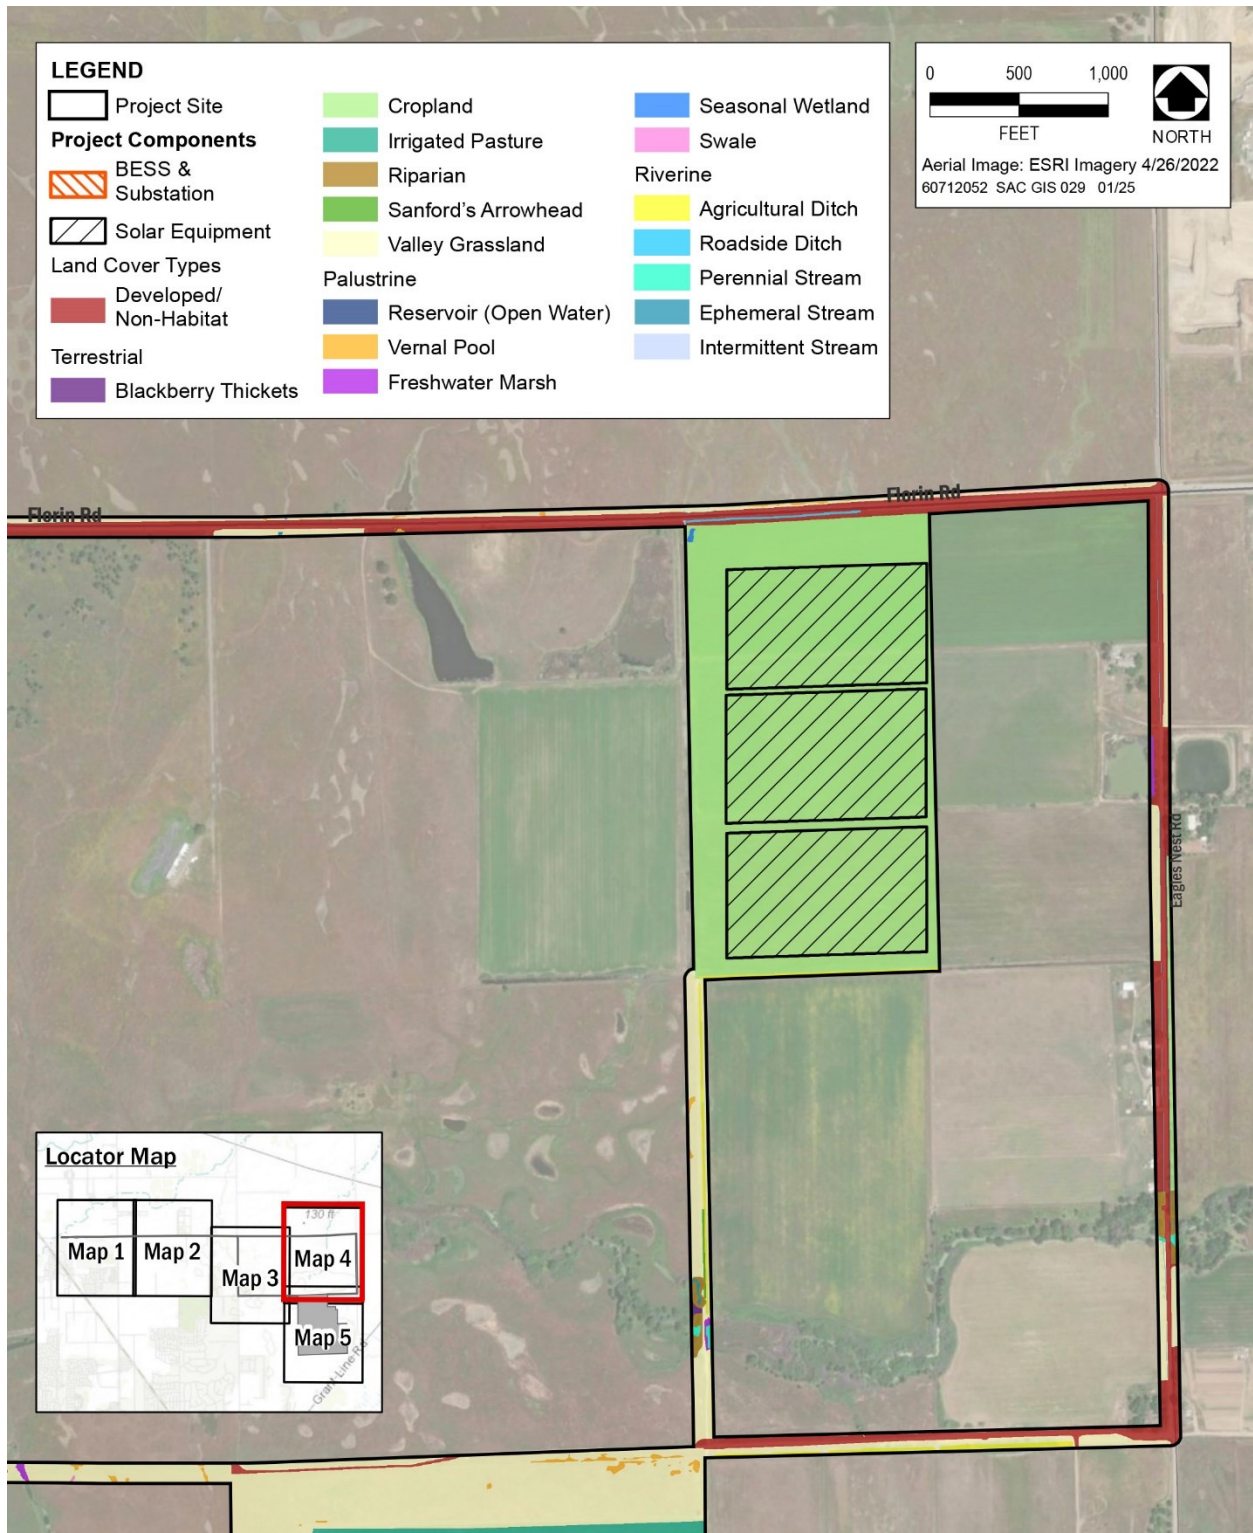 LEGEND
Project Site
Project Components
BESS &
Substation
Solar Equipment
Land Cover Types
Developed/
Non-Habitat
Terrestrial
Blackberry Thickets
Cropland
Irrigated Pasture
Riparian
Sanford’s Arrowhead
Valley Grassland
Palustrine
Reservoir (Open Water)
Vernal Pool
Freshwater Marsh
Seasonal Wetland
Swale
Riverine
Agricultural Ditch
Roadside Ditch
Perennial Stream
Ephemeral Stream
Intermittent Stream
0 500 1,000
FEET
NORTH
Aerial Image: ESRI Imagery 4/26/2022
60712052 SAC GIS 029 01/25
Florin Rd
Florin Rd
Eagles Nest Rd
Locator Map
130 ft
Map 1
Map 2
Map 3
Map 4
Map 5
Grant-Line Rd